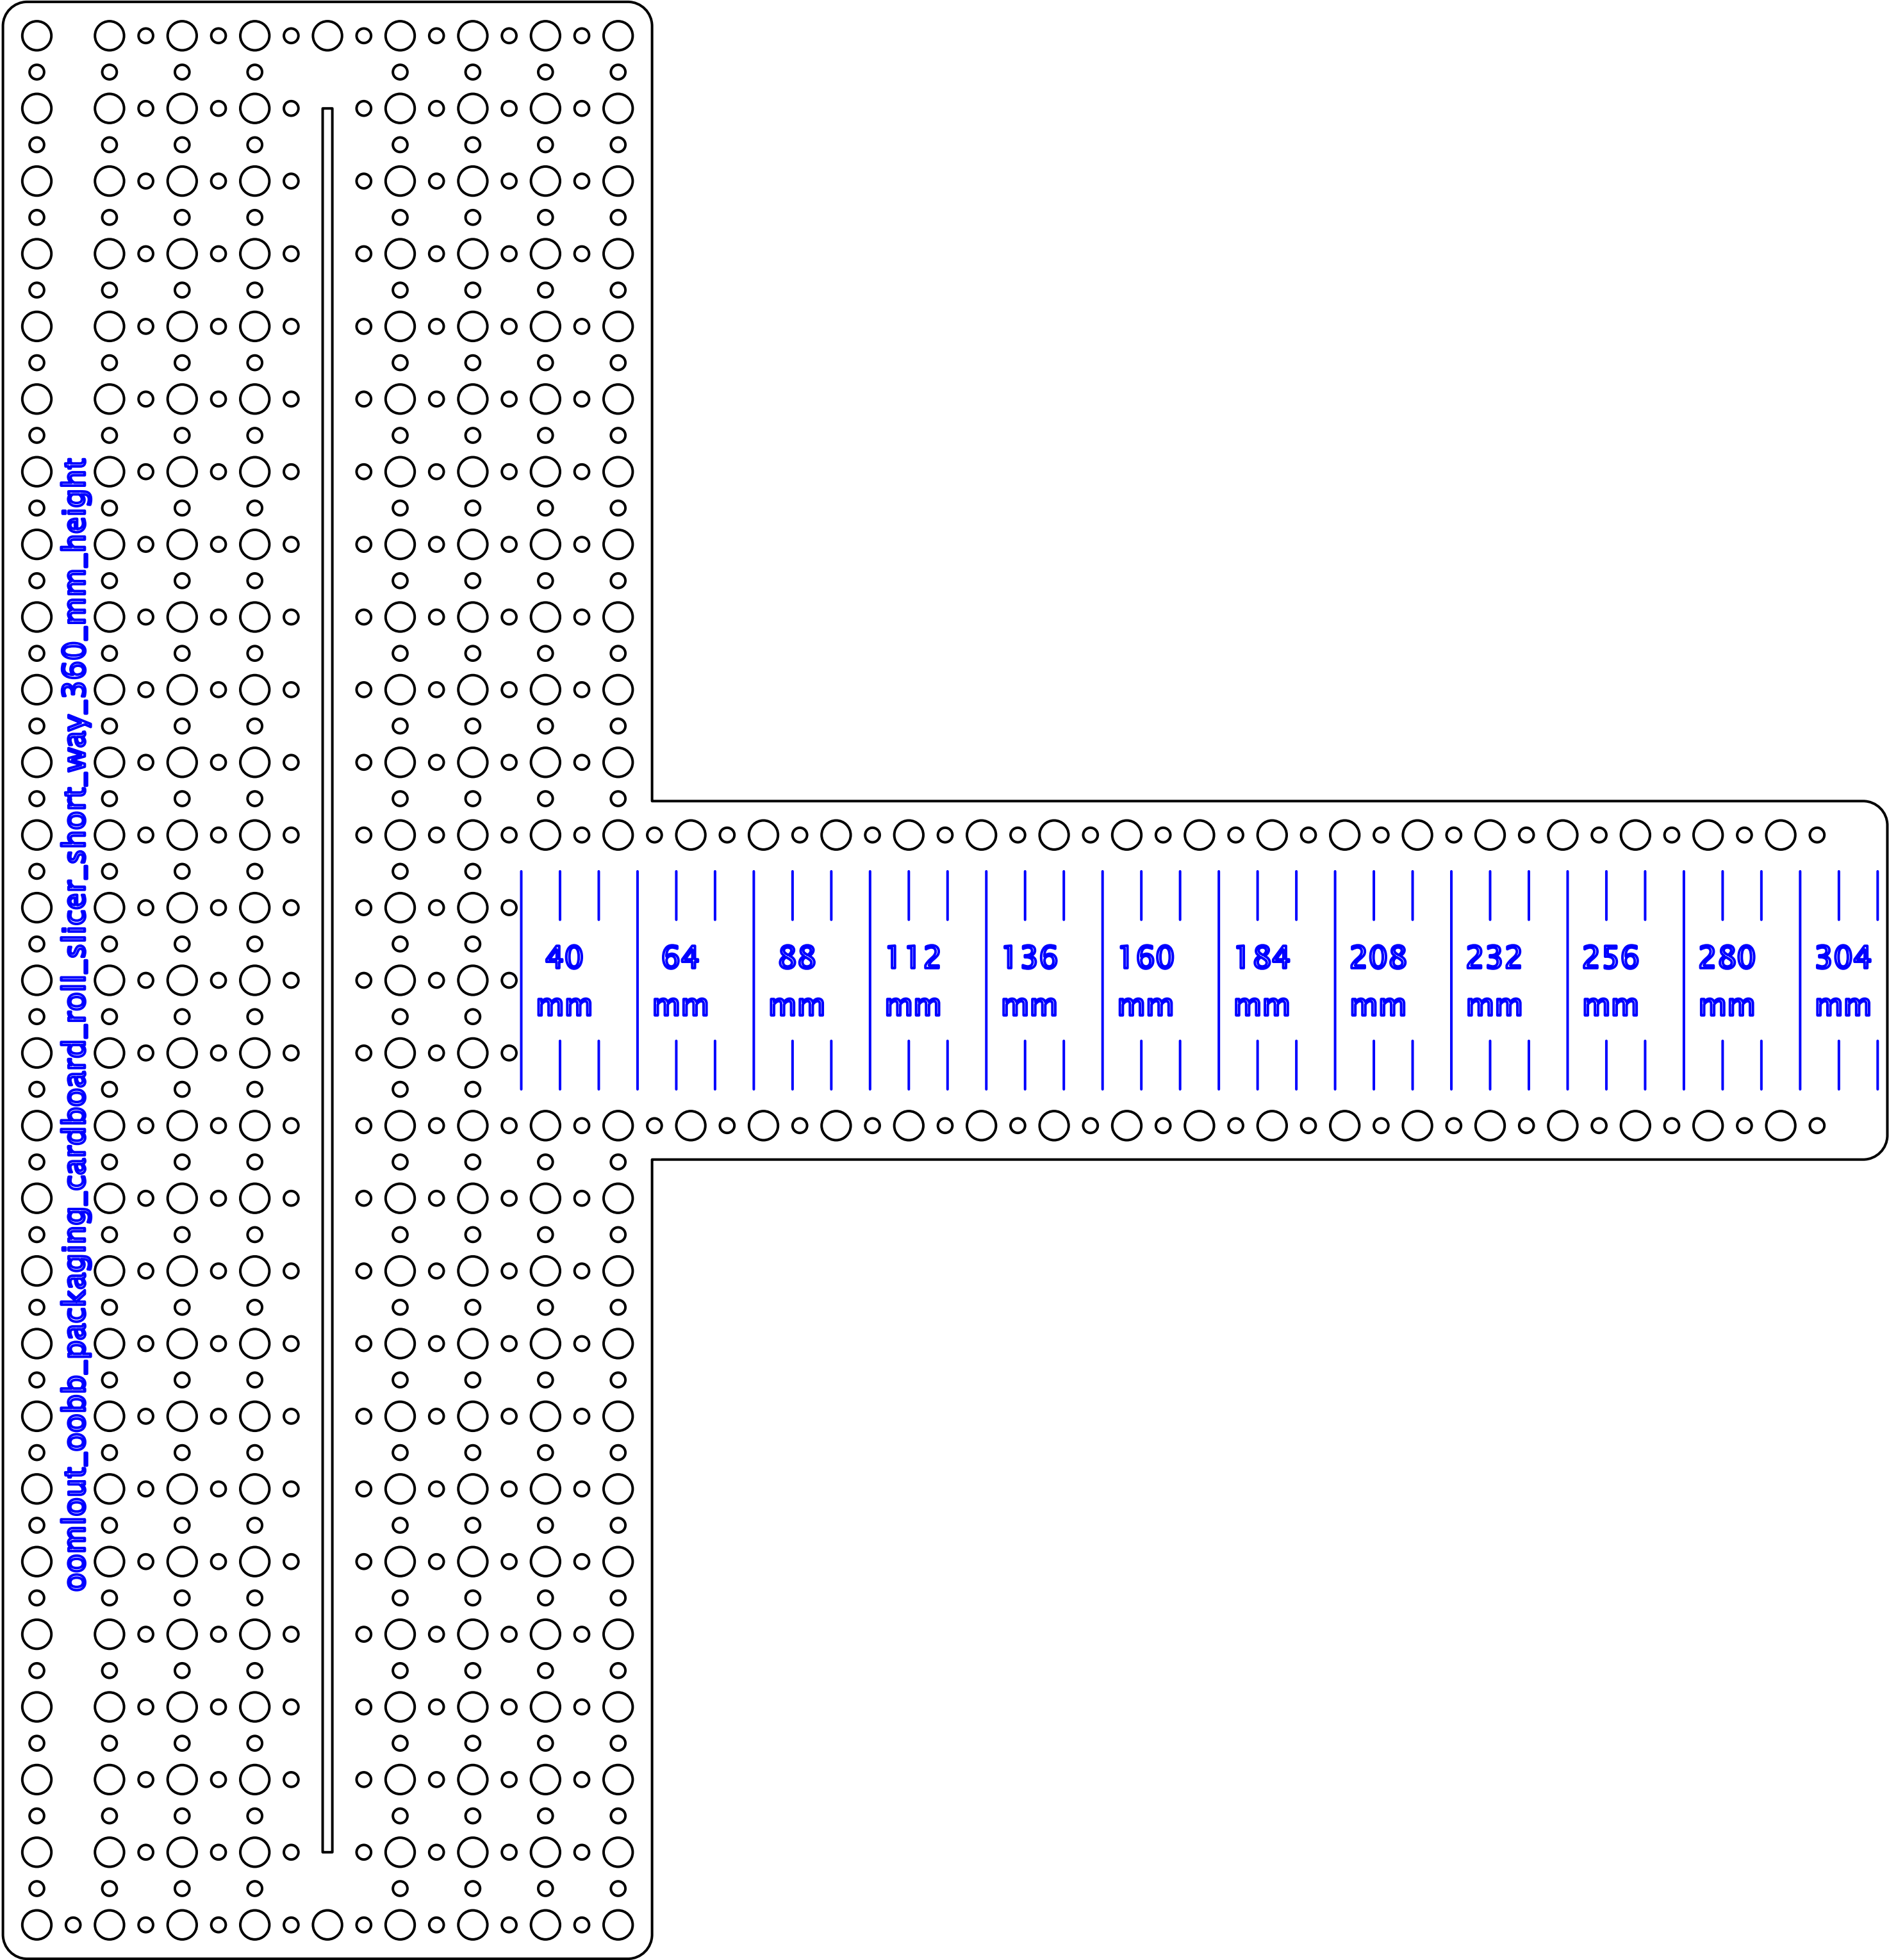 oomlout_oobb_packaging_cardboard_roll_slicer_short_way_360_mm_height
40 mm
64 mm
88 mm
112 mm
136 mm
160 mm
184 mm
208 mm
232 mm
256 mm
280 mm
304 mm